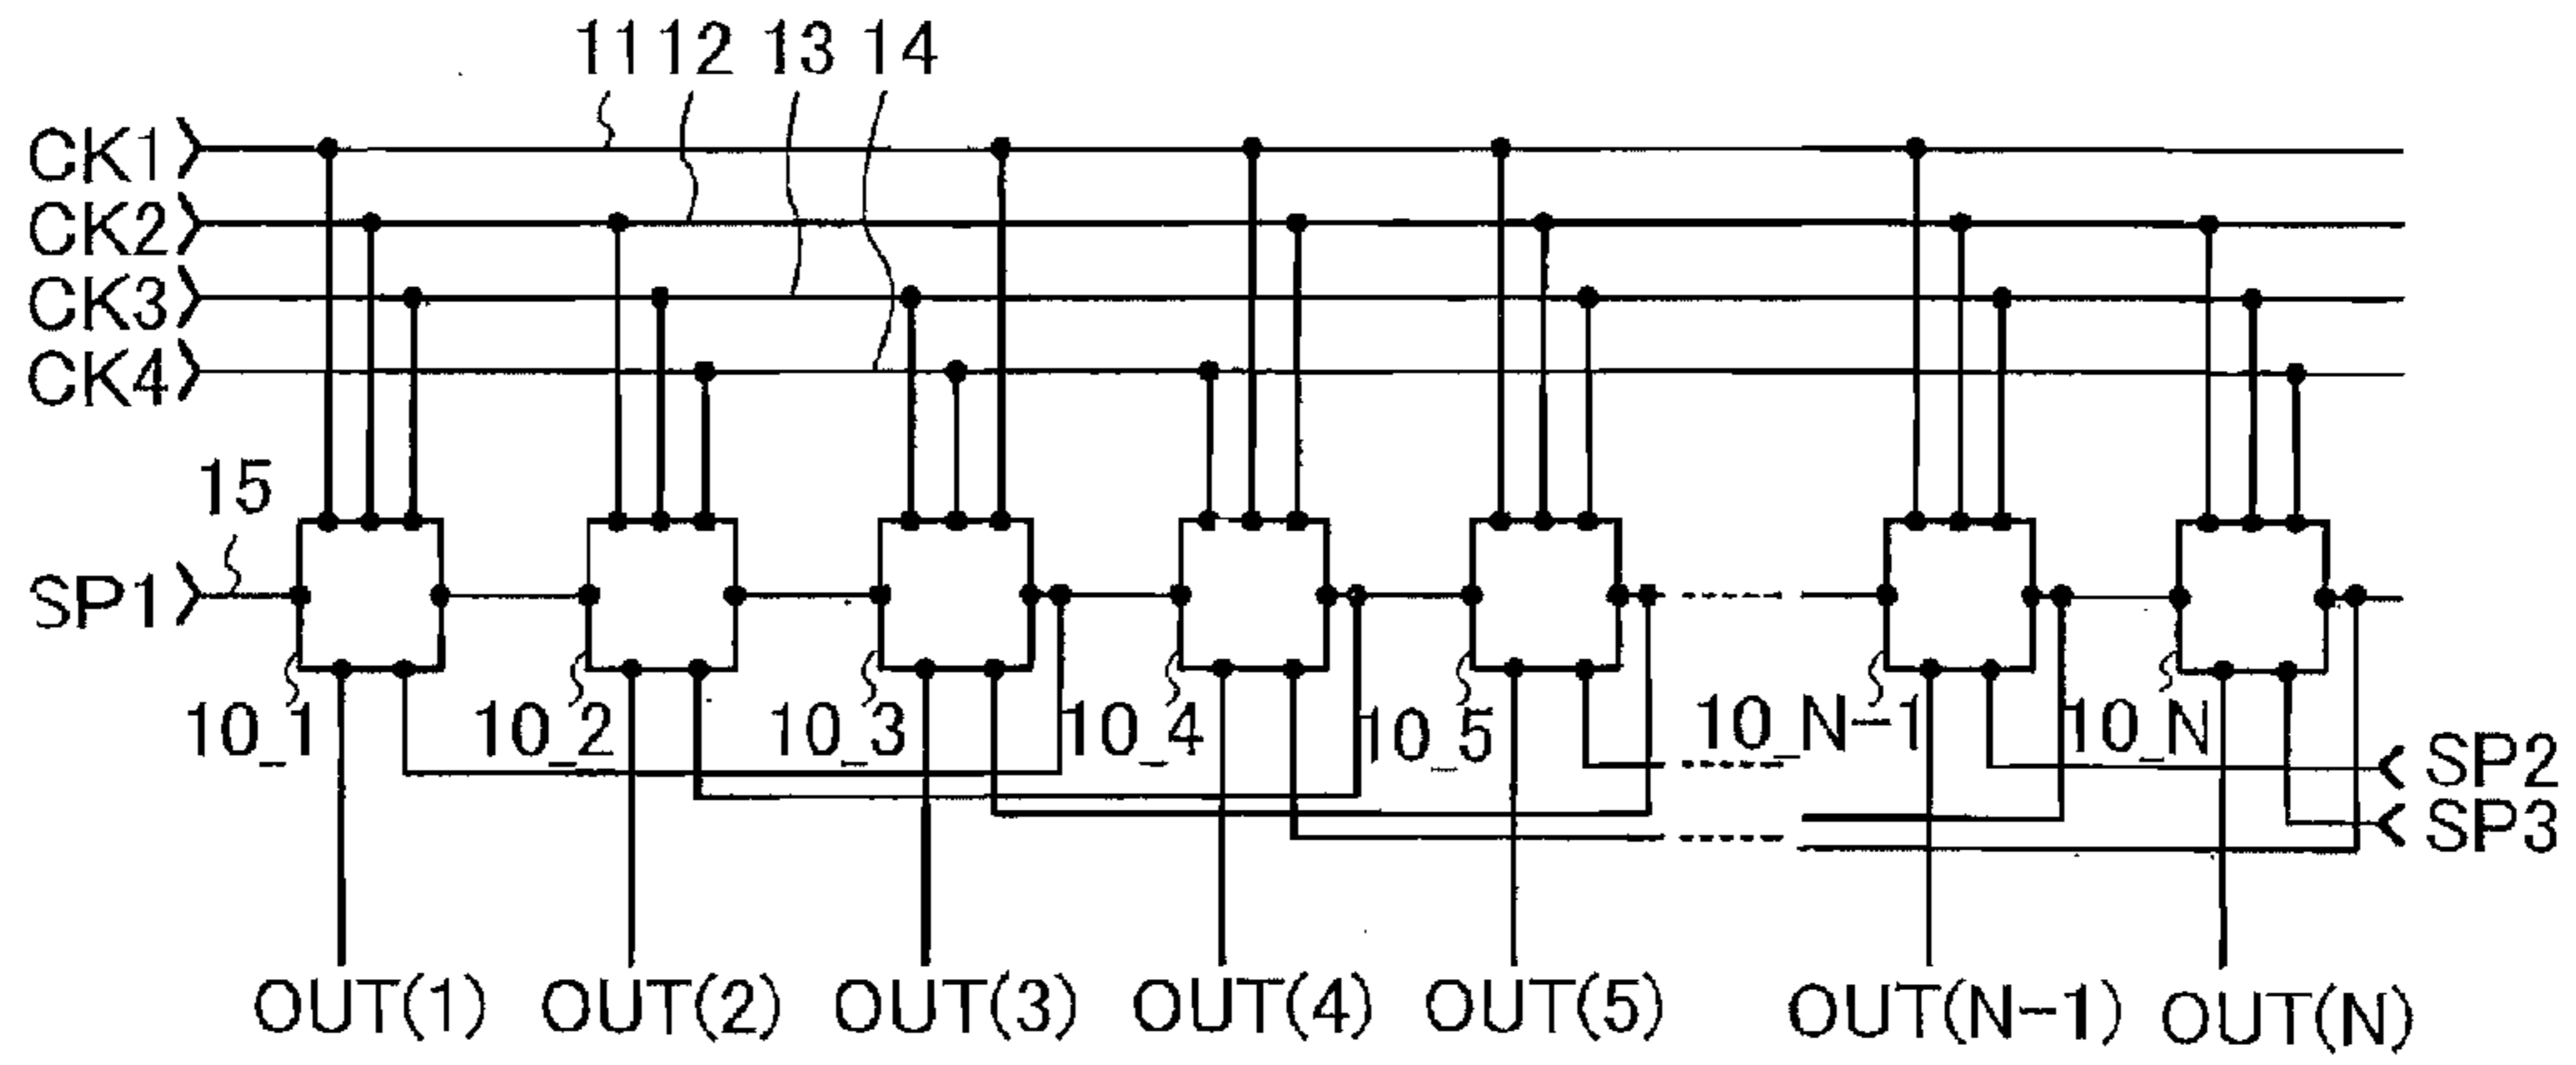 11 12 13 14
CK1
CK2
CK3
CK4
15
SP1
10_1 10_2 10_3 10_4 10_5 10_N-1 10_N
SP2
SP3
OUT(1) OUT(2) OUT(3) OUT(4) OUT(5) OUT(N-1) OUT(N)